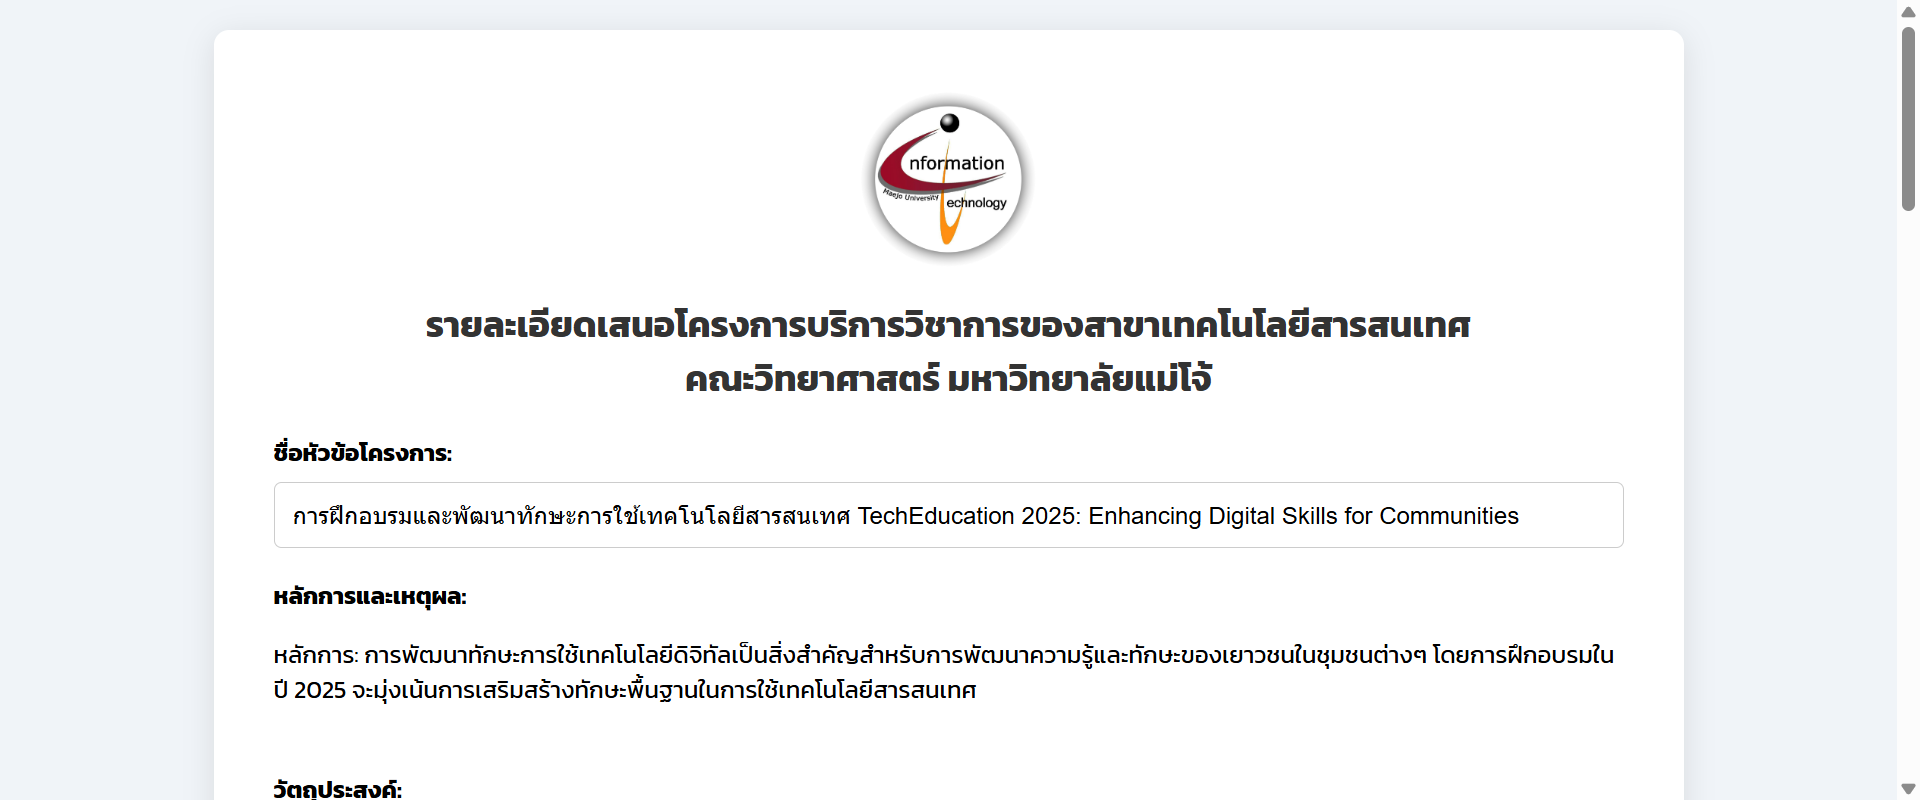 nformation
Maejo University
echnology
รายละเอียดเสนอโครงการบริการวิชาการของสาขาเทคโนโลยีสารสนเทศ
คณะวิทยาศาสตร์ มหาวิทยาลัยแม่โจ้
ชื่อหัวข้อโครงการ:
การฝึกอบรมและพัฒนาทักษะการใช้เทคโนโลยีสารสนเทศ TechEducation 2025: Enhancing Digital Skills for Communities
หลักการและเหตุผล:
หลักการ: การพัฒนาทักษะการใช้เทคโนโลยีดิจิทัลเป็นสิ่งสำคัญสำหรับการพัฒนาความรู้และทักษะของเยาวชนในชุมชนต่างๆ โดยการฝึกอบรมใน
ปี 2025 จะมุ่งเน้นการเสริมสร้างทักษะพื้นฐานในการใช้เทคโนโลยีสารสนเทศ
วัตถุประสงค์: